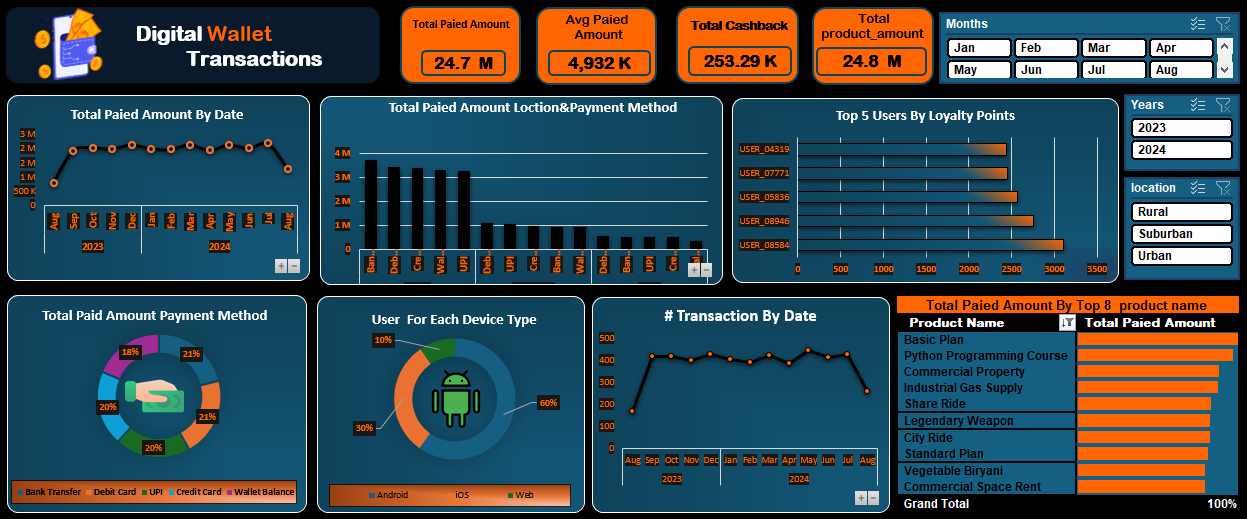 Digital Wallet
Transactions
Total Paied Amount
24.7 M
Avg Paied
Amount
4,932 K
Total Cashback
253.29 K
Total
product_amount
24.8 M
Months
Jan Feb Mar Apr
May Jun Jul Aug
Total Paied Amount By Date
3 M
2 M
2 M
1 M
500 K
0
Aug Sep Oct Nov Dec Jan Feb Mar Apr May Jun Jul Aug
2023 2024
Total Paied Amount Loction&Payment Method
4 M
3 M
2 M
1 M
0
Ban... Deb... Cre... Wal... UPI Deb... UPI Cre... Ban... Wal... Deb... Ban... UPI Cre...
Top 5 Users By Loyalty Points
USER_04319
USER_07771
USER_05836
USER_08946
USER_08584
0 500 1000 1500 2000 2500 3000 3500
Years
2023
2024
location
Rural
Suburban
Urban
Total Paid Amount Payment Method
18%
21%
20%
21%
20%
Bank Transfer Debit Card UPI Credit Card Wallet Balance
User For Each Device Type
10%
60%
30%
Android iOS Web
# Transaction By Date
500
400
300
200
100
0
Aug Sep Oct Nov Dec Jan Feb Mar Apr May Jun Jul Aug
2023 2024
Total Paied Amount By Top 8 product name
Product Name Total Paied Amount
Basic Plan
Python Programming Course
Commercial Property
Industrial Gas Supply
Share Ride
Legendary Weapon
City Ride
Standard Plan
Vegetable Biryani
Commercial Space Rent
Grand Total 100%